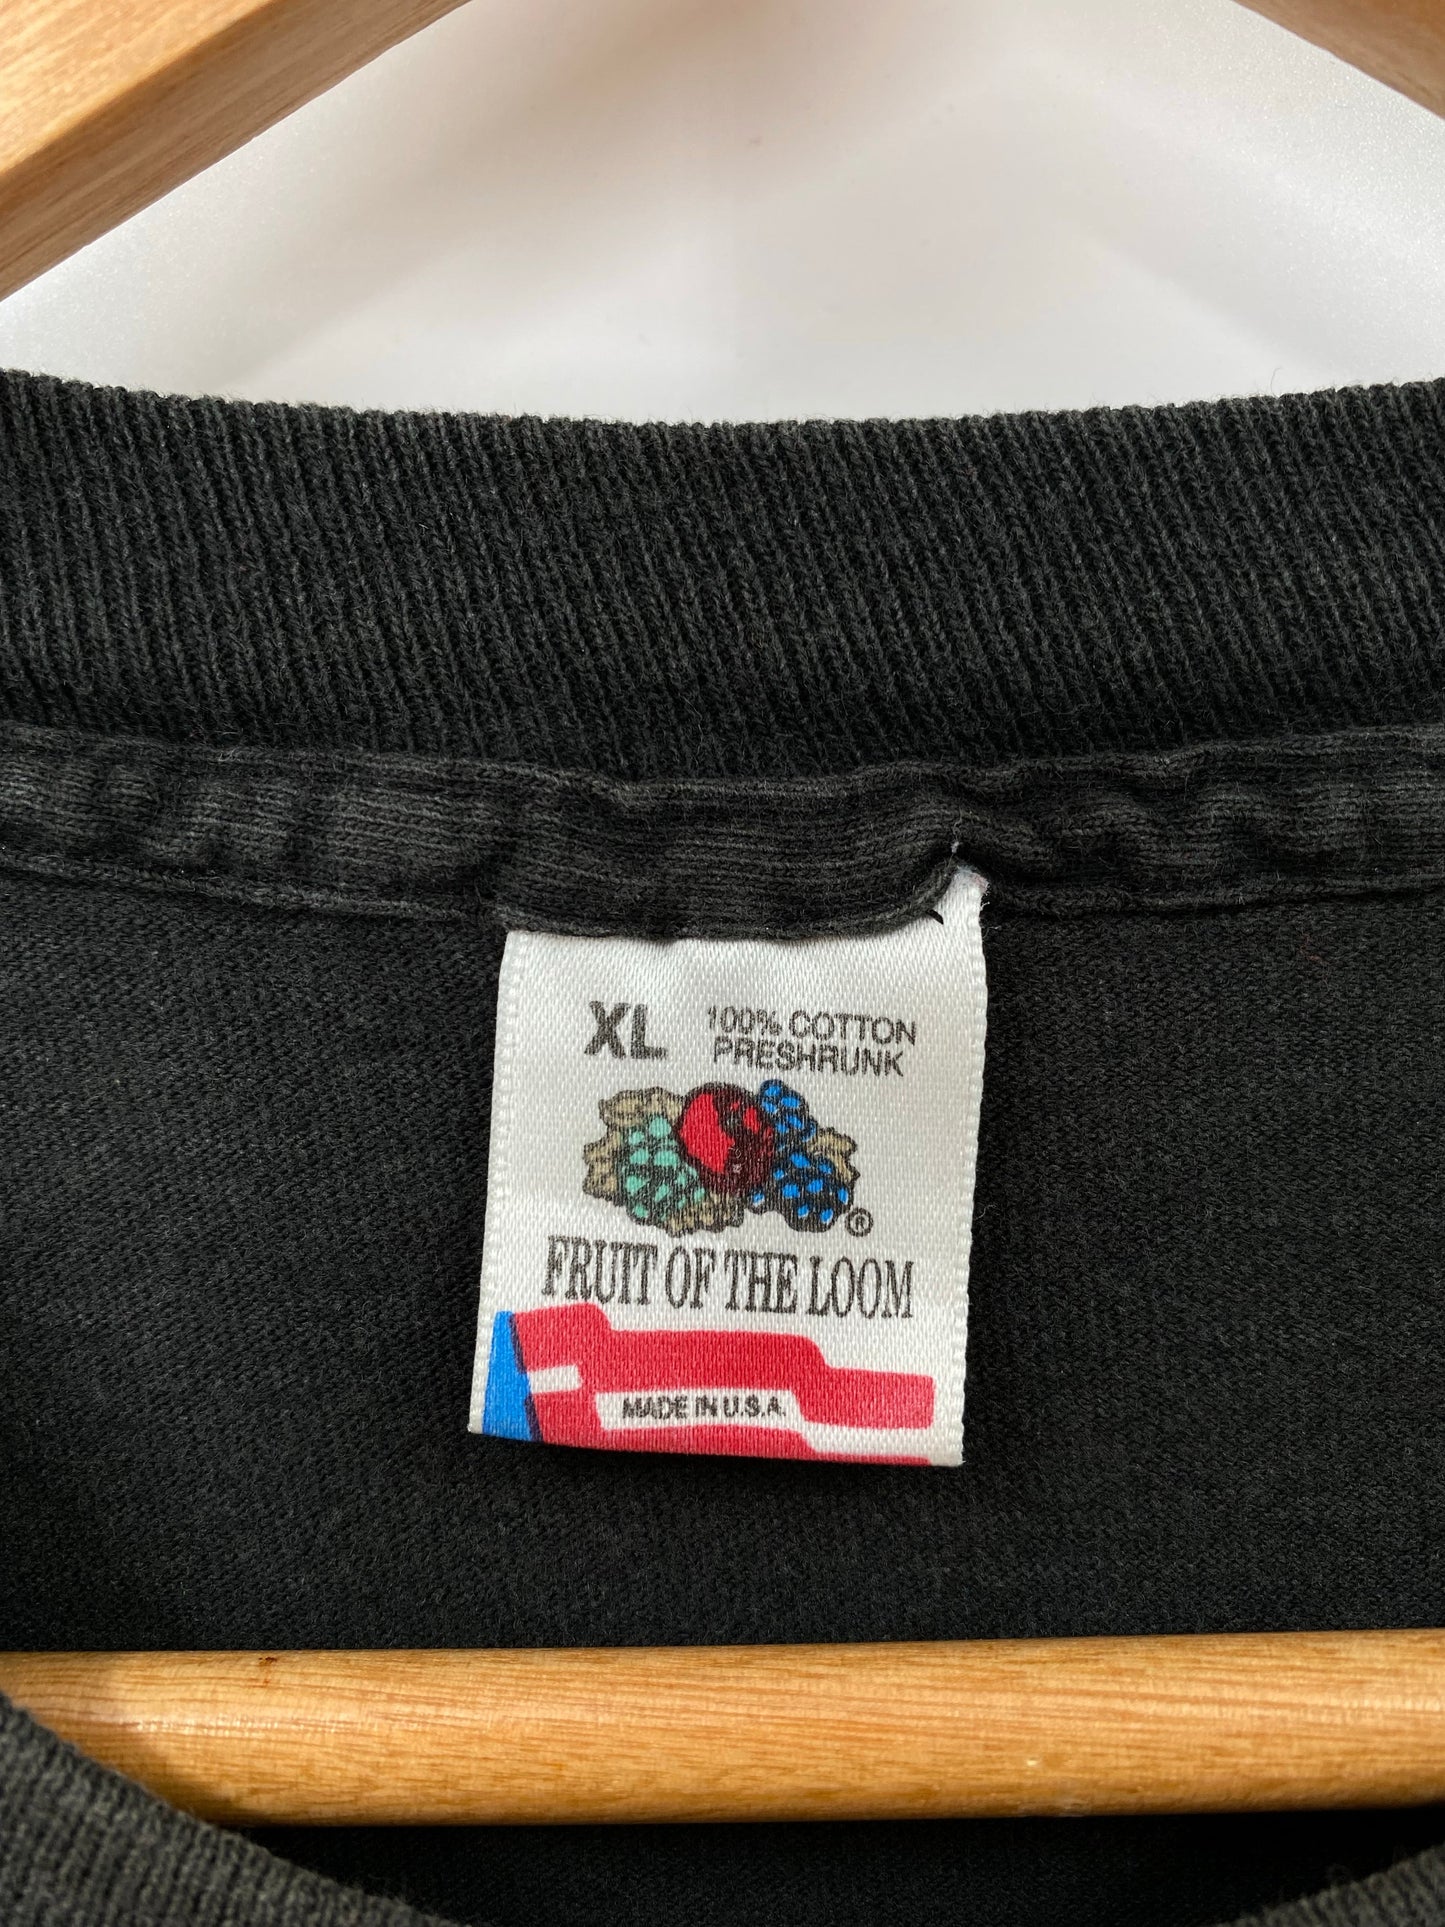 XL 100% COTTON
PRESHRUNK
®
FRUIT OF THE LOOM
MADE IN U.S.A.